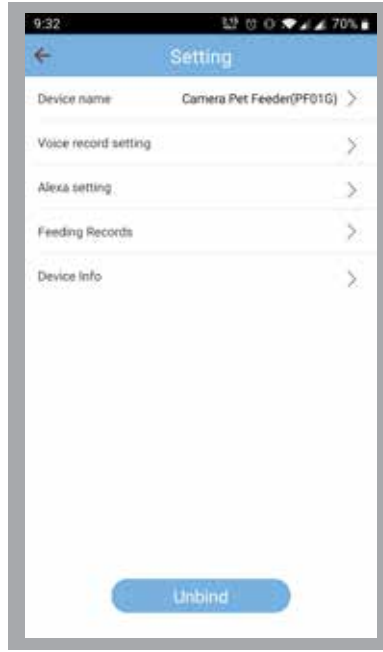 9:32 70%
Setting
Device name Camera Pet Feeder(PF01G)
Voice record setting
Alexa setting
Feeding Records
Device Info
Unbind